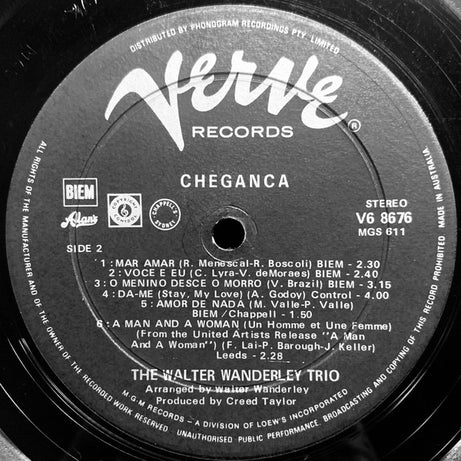 DISTRIBUTED BY PHONOGRAM RECORDINGS PTY. LIMITED
Verve
®
RECORDS
CHEGANCA
BIEM
Alan's
COPYRIGHT CONTROL
CHAPPELL'S SYDNEY
STEREO
V6 8676
MGS 611
SIDE 2
1: MAR AMAR (R. Menescal-R. Boscoli) BIEM - 2.30
2: VOCE E EU (C. Lyra-V. deMoraes) BIEM - 2.40
3: O MENINO DESCE O MORRO (V. Brazil) BIEM - 3.15
4: DA-ME (Stay, My Love) (A. Godoy) Control - 4.00
5: AMOR DE NADA (M. Valle-P. Valle)
BIEM / Chappell - 1.50
6: A MAN AND A WOMAN (Un Homme et Une Femme)
(From the United Artists Release "A Man
And A Woman") (F. Lai-P. Barough-J. Keller)
Leeds - 2.28
THE WALTER WANDERLEY TRIO
Arranged by Walter Wanderley
Produced by Creed Taylor
M-G-M RECORDS - A DIVISION OF LOEW'S INCORPORATED
ALL RIGHTS OF THE MANUFACTURER AND OF THE OWNER OF THE RECORDED WORK RESERVED. UNAUTHORISED PUBLIC PERFORMANCE, BROADCASTING AND COPYING OF THIS RECORD PROHIBITED
MADE IN AUSTRALIA.